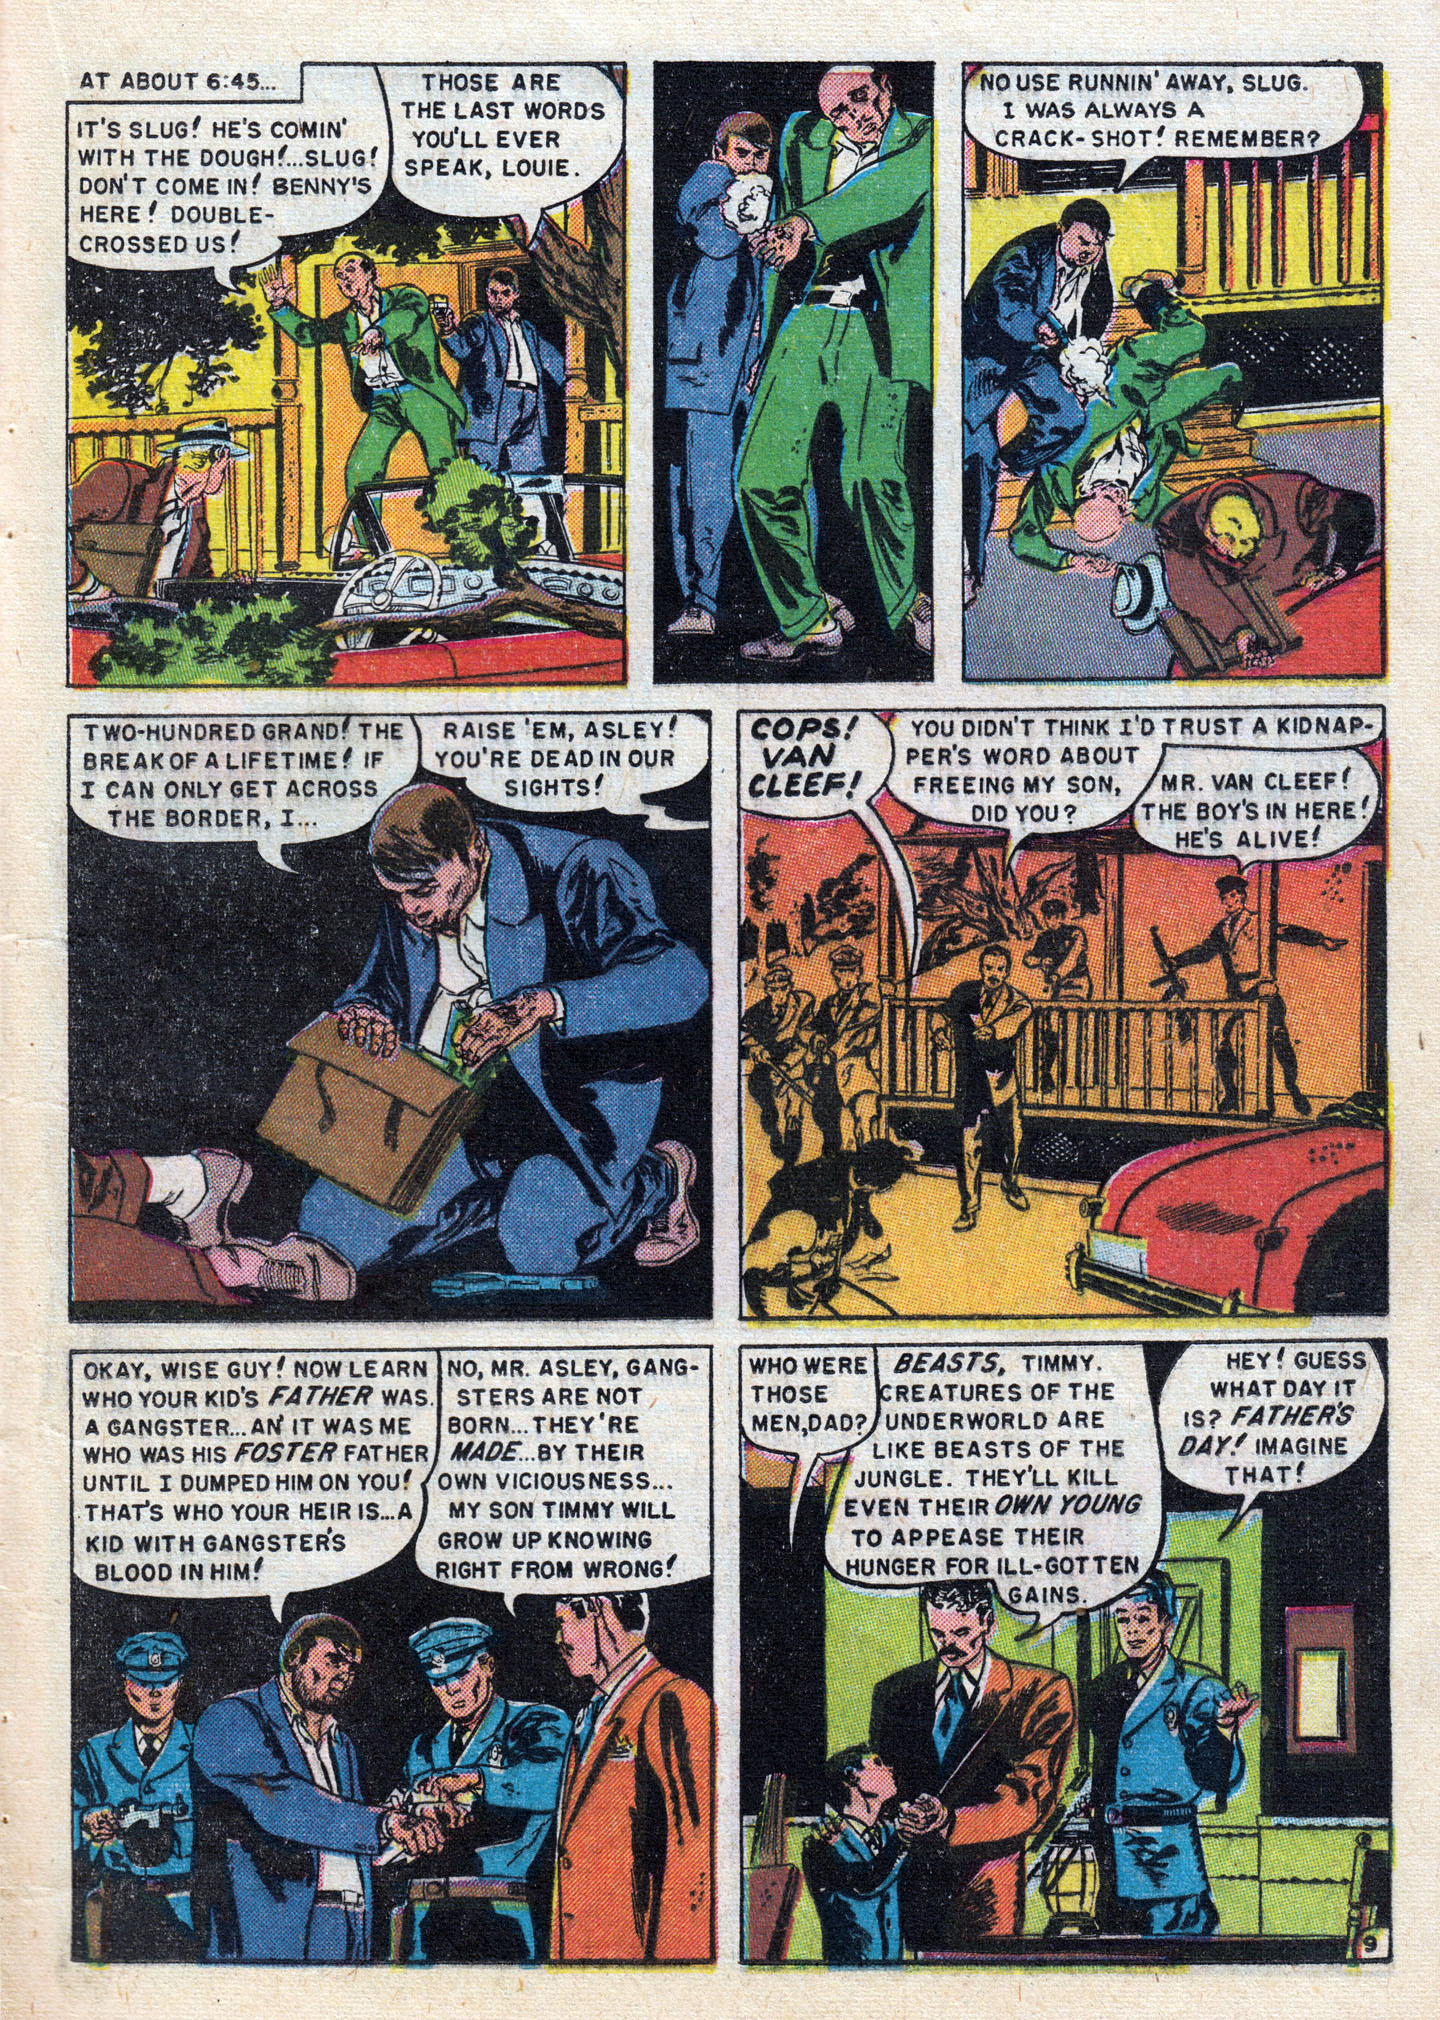 AT ABOUT 6:45...
IT'S SLUG! HE'S COMIN'
WITH THE DOUGH!...SLUG!
DON'T COME IN! BENNY'S
HERE! DOUBLE-
CROSSED US!
THOSE ARE
THE LAST WORDS
YOU'LL EVER
SPEAK, LOUIE.
NO USE RUNNIN' AWAY, SLUG.
I WAS ALWAYS A
CRACK-SHOT! REMEMBER?
TWO-HUNDRED GRAND! THE
BREAK OF A LIFETIME! IF
I CAN ONLY GET ACROSS
THE BORDER, I...
RAISE 'EM, ASLEY!
YOU'RE DEAD IN OUR
SIGHTS!
COPS!
VAN
CLEEF!
YOU DIDN'T THINK I'D TRUST A KIDNAP-
PER'S WORD ABOUT
FREEING MY SON,
DID YOU?
MR. VAN CLEEF!
THE BOY'S IN HERE!
HE'S ALIVE!
OKAY, WISE GUY! NOW LEARN
WHO YOUR KID'S FATHER WAS.
A GANGSTER...AN' IT WAS ME
WHO WAS HIS FOSTER FATHER
UNTIL I DUMPED HIM ON YOU!
THAT'S WHO YOUR HEIR IS...A
KID WITH GANGSTER'S
BLOOD IN HIM!
NO, MR. ASLEY, GANG-
STERS ARE NOT
BORN...THEY'RE
MADE...BY THEIR
OWN VICIOUSNESS...
MY SON TIMMY WILL
GROW UP KNOWING
RIGHT FROM WRONG!
WHO WERE
THOSE
MEN, DAD?
BEASTS, TIMMY.
CREATURES OF THE
UNDERWORLD ARE
LIKE BEASTS OF THE
JUNGLE. THEY'LL KILL
EVEN THEIR OWN YOUNG
TO APPEASE THEIR
HUNGER FOR ILL-GOTTEN
GAINS.
HEY! GUESS
WHAT DAY IT
IS? FATHER'S
DAY! IMAGINE
THAT!
9